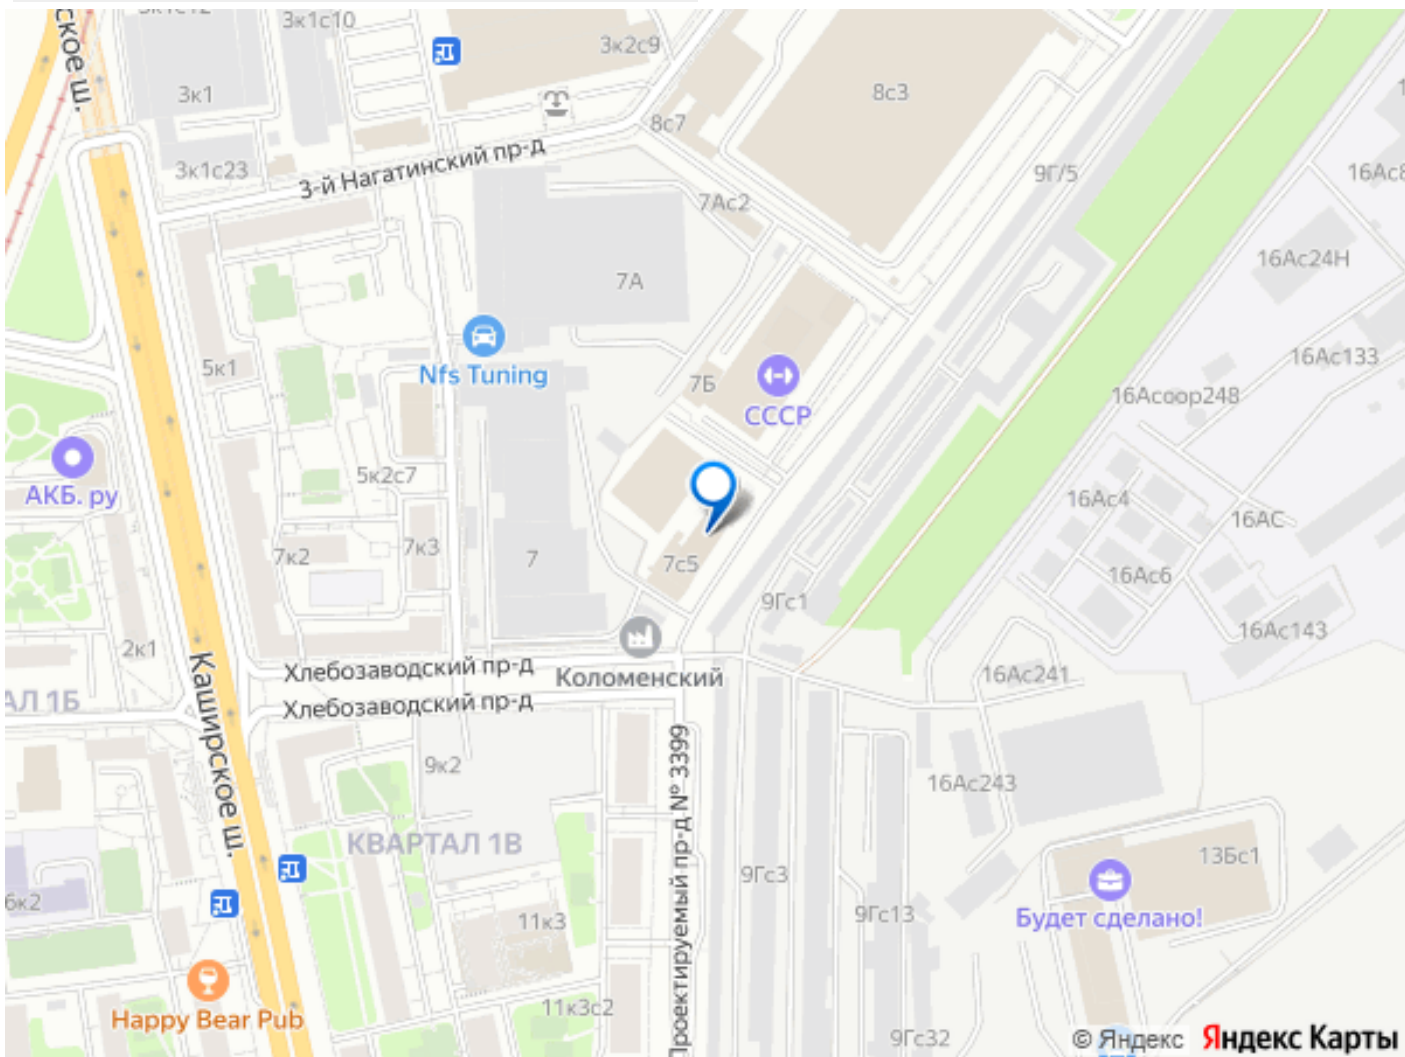 3к1с12
3к1с10
3к2с9
ское ш.
3к1
8с3
8с7
3-й Нагатинский пр-д
3к1с23
9Г/5
7Ас2
16Ас24Н
7А
5к1
Nfs Tuning
7Б
СССР
16Ас133
16Асоор248
АКБ. ру
5к2с7
16Ас4
16АС
7к2
7к3
7
7с5
16Ас6
9Гс1
16Ас143
2к1
Хлебозаводский пр-д
Коломенский
16Ас241
АЛ 1Б
Хлебозаводский пр-д
Каширское ш.
Проектируемый пр-д № 3399
9к2
16Ас243
КВАРТАЛ 1В
13Бс1
9Гс3
6к2
11к3
9Гс13
Будет сделано!
Happy Bear Pub
11к3с2
9Гс32
© Яндекс Яндекс Карты